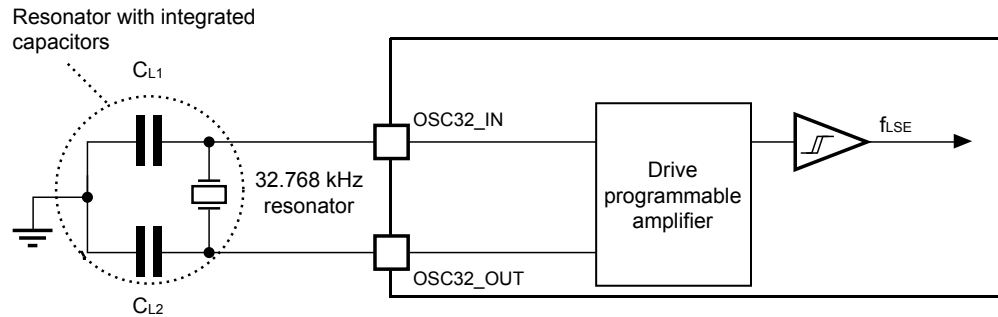 Resonator with integrated
capacitors
CL1
OSC32_IN
fLSE
Drive
programmable
amplifier
32.768 kHz
resonator
OSC32_OUT
CL2